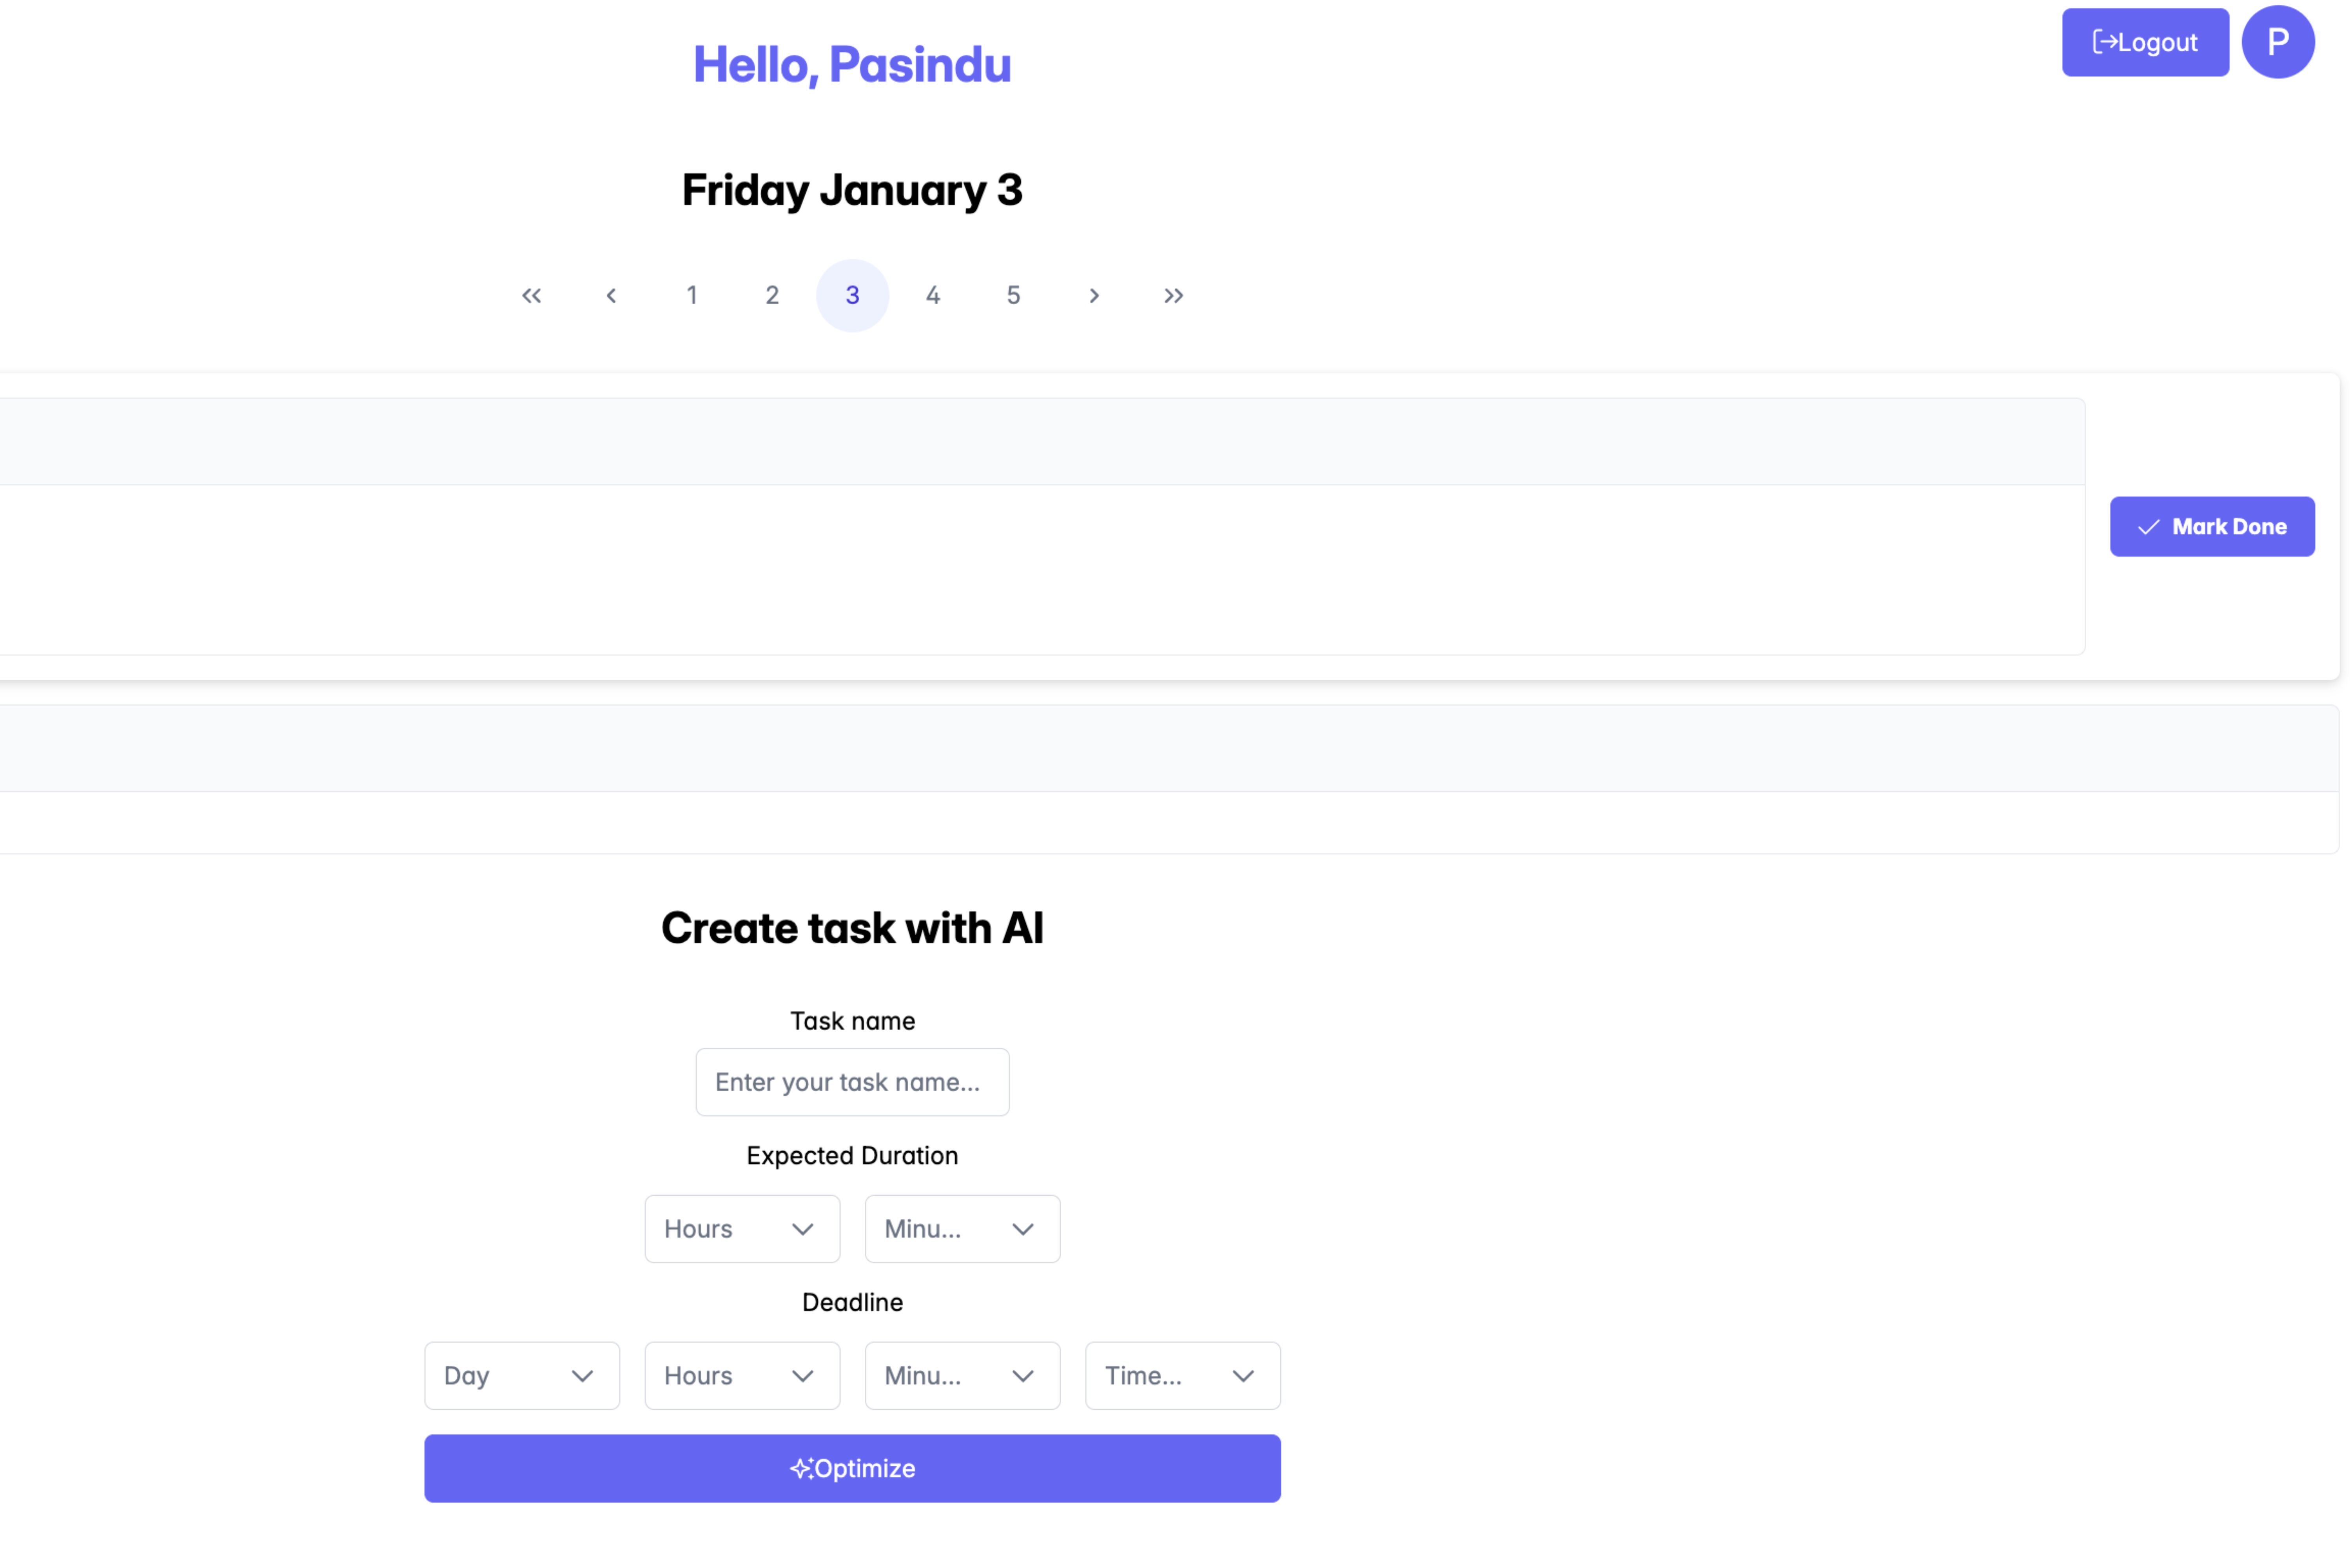 Logout P
Hello, Pasindu
Friday January 3
1 2 3 4 5
Mark Done
Create task with AI
Task name
Enter your task name...
Expected Duration
Hours Minu...
Deadline
Day Hours Minu... Time...
Optimize